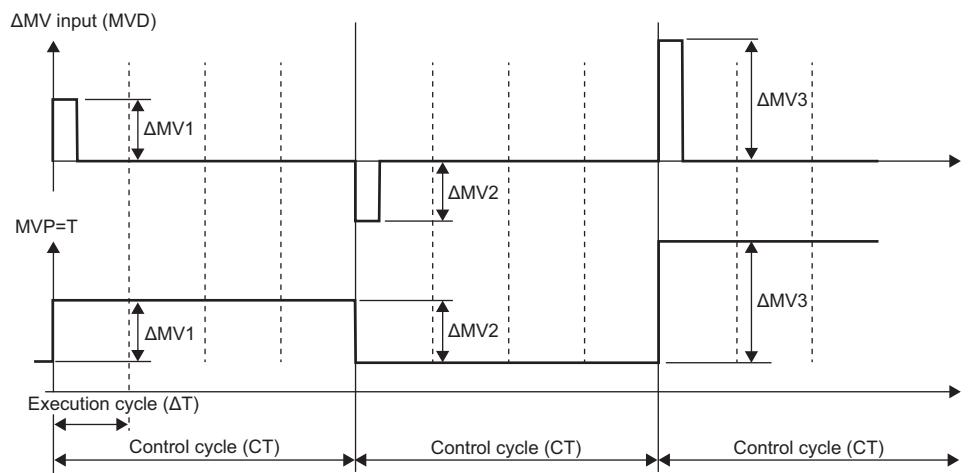 ΔMV input (MVD)
ΔMV1
ΔMV2
ΔMV3
MVP=T
ΔMV1
ΔMV2
ΔMV3
Execution cycle (ΔT)
Control cycle (CT)
Control cycle (CT)
Control cycle (CT)